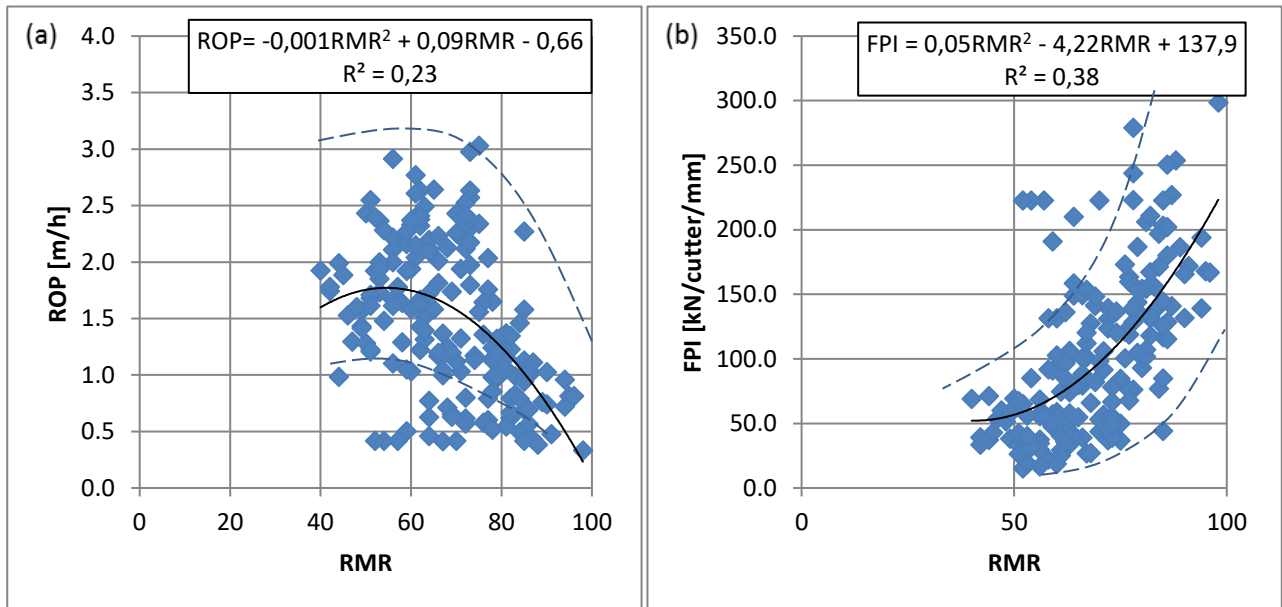 (a)
ROP= -0,001RMR² + 0,09RMR - 0,66
R² = 0,23
4.0
3.5
3.0
2.5
2.0
1.5
1.0
0.5
0.0
ROP [m/h]
0 20 40 60 80 100
RMR
(b)
FPI = 0,05RMR² - 4,22RMR + 137,9
R² = 0,38
350.0
300.0
250.0
200.0
150.0
100.0
50.0
0.0
FPI [kN/cutter/mm]
0 50 100
RMR